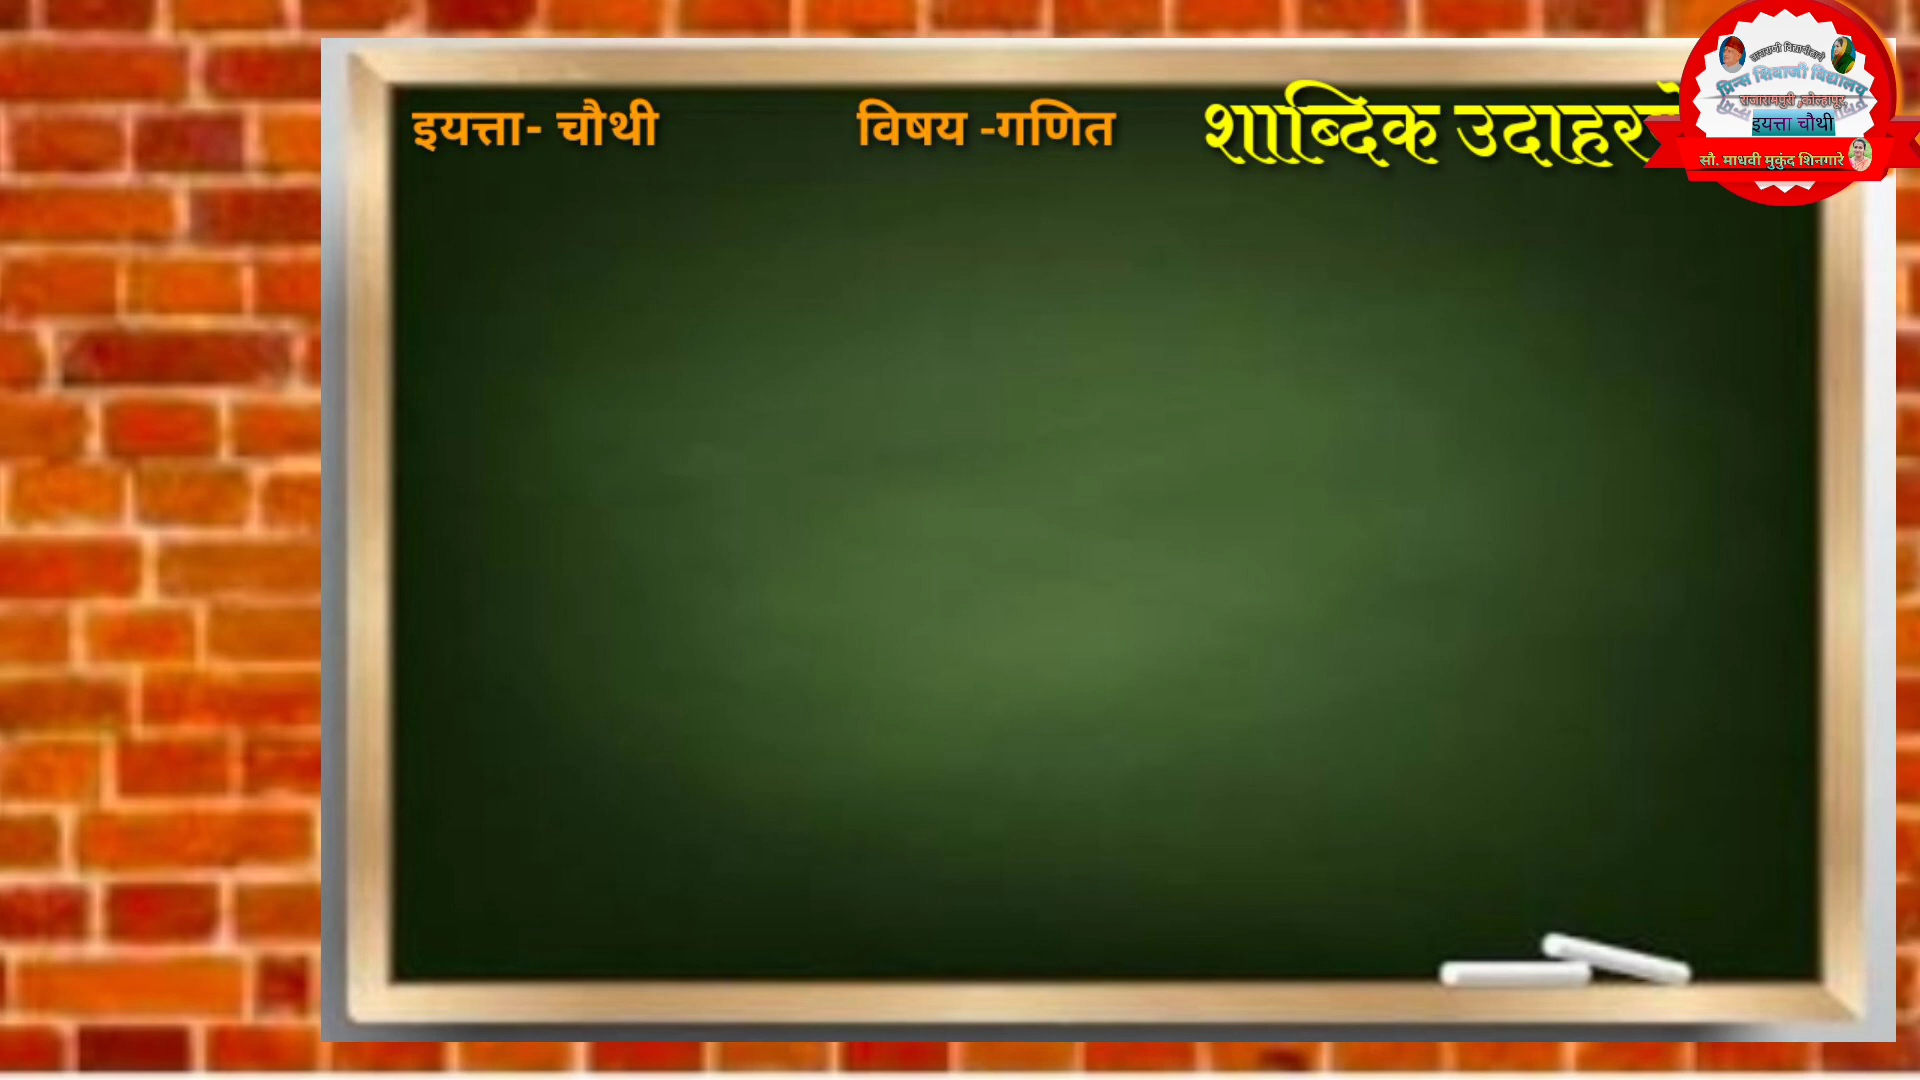 इयत्ता- चौथी
विषय -गणित
शाब्दिक उदाहर
प्रिन्स शिवाजी विद्यालय
राजारामपुरी ,कोल्हापूर
इयत्ता चौथी
सौ. माधवी मुकुंद शिनगारे